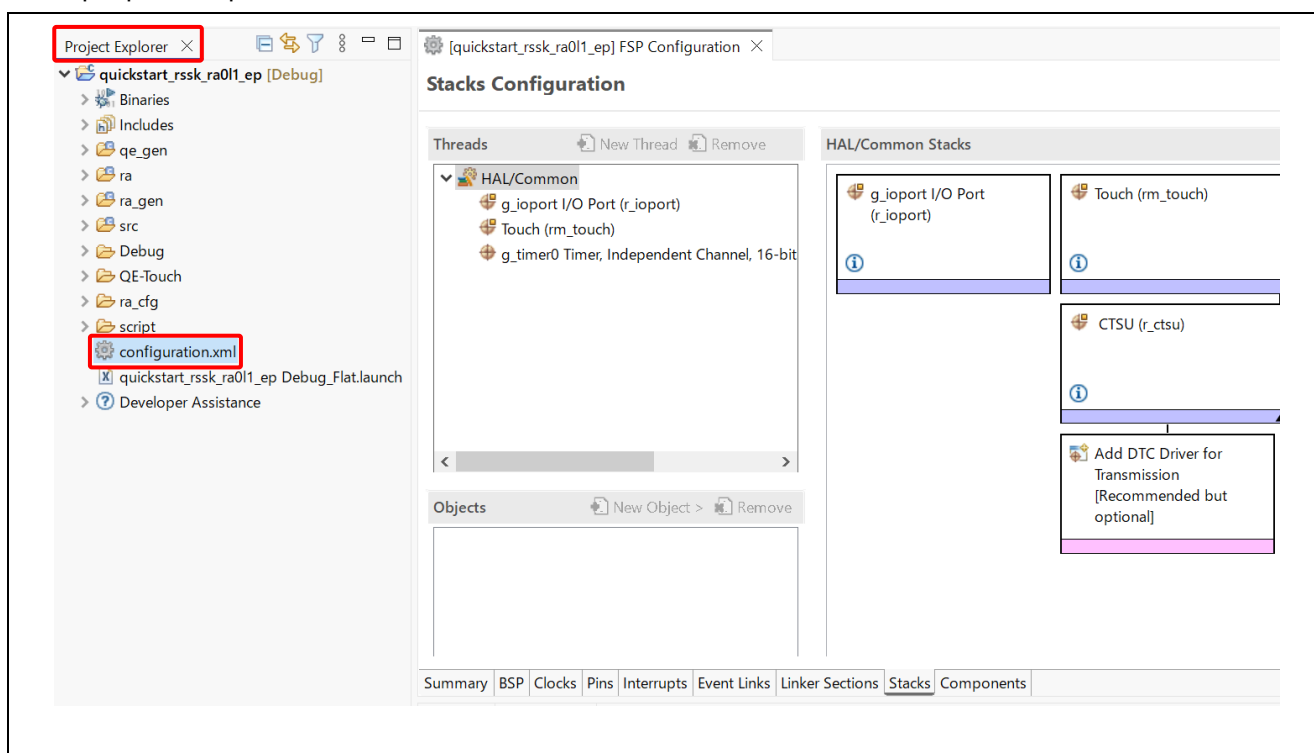 Project Explorer
quickstart_rssk_ra0l1_ep [Debug]
Binaries
Includes
qe_gen
ra
ra_gen
src
Debug
QE-Touch
ra_cfg
script
configuration.xml
quickstart_rssk_ra0l1_ep Debug_Flat.launch
Developer Assistance
[quickstart_rssk_ra0l1_ep] FSP Configuration
Stacks Configuration
Threads
New Thread
Remove
HAL/Common
g_ioport I/O Port (r_ioport)
Touch (rm_touch)
g_timer0 Timer, Independent Channel, 16-bit
Objects
New Object >
Remove
HAL/Common Stacks
g_ioport I/O Port
(r_ioport)
Touch (rm_touch)
CTSU (r_ctsu)
Add DTC Driver for
Transmission
[Recommended but
optional]
Summary BSP Clocks Pins Interrupts Event Links Linker Sections Stacks Components